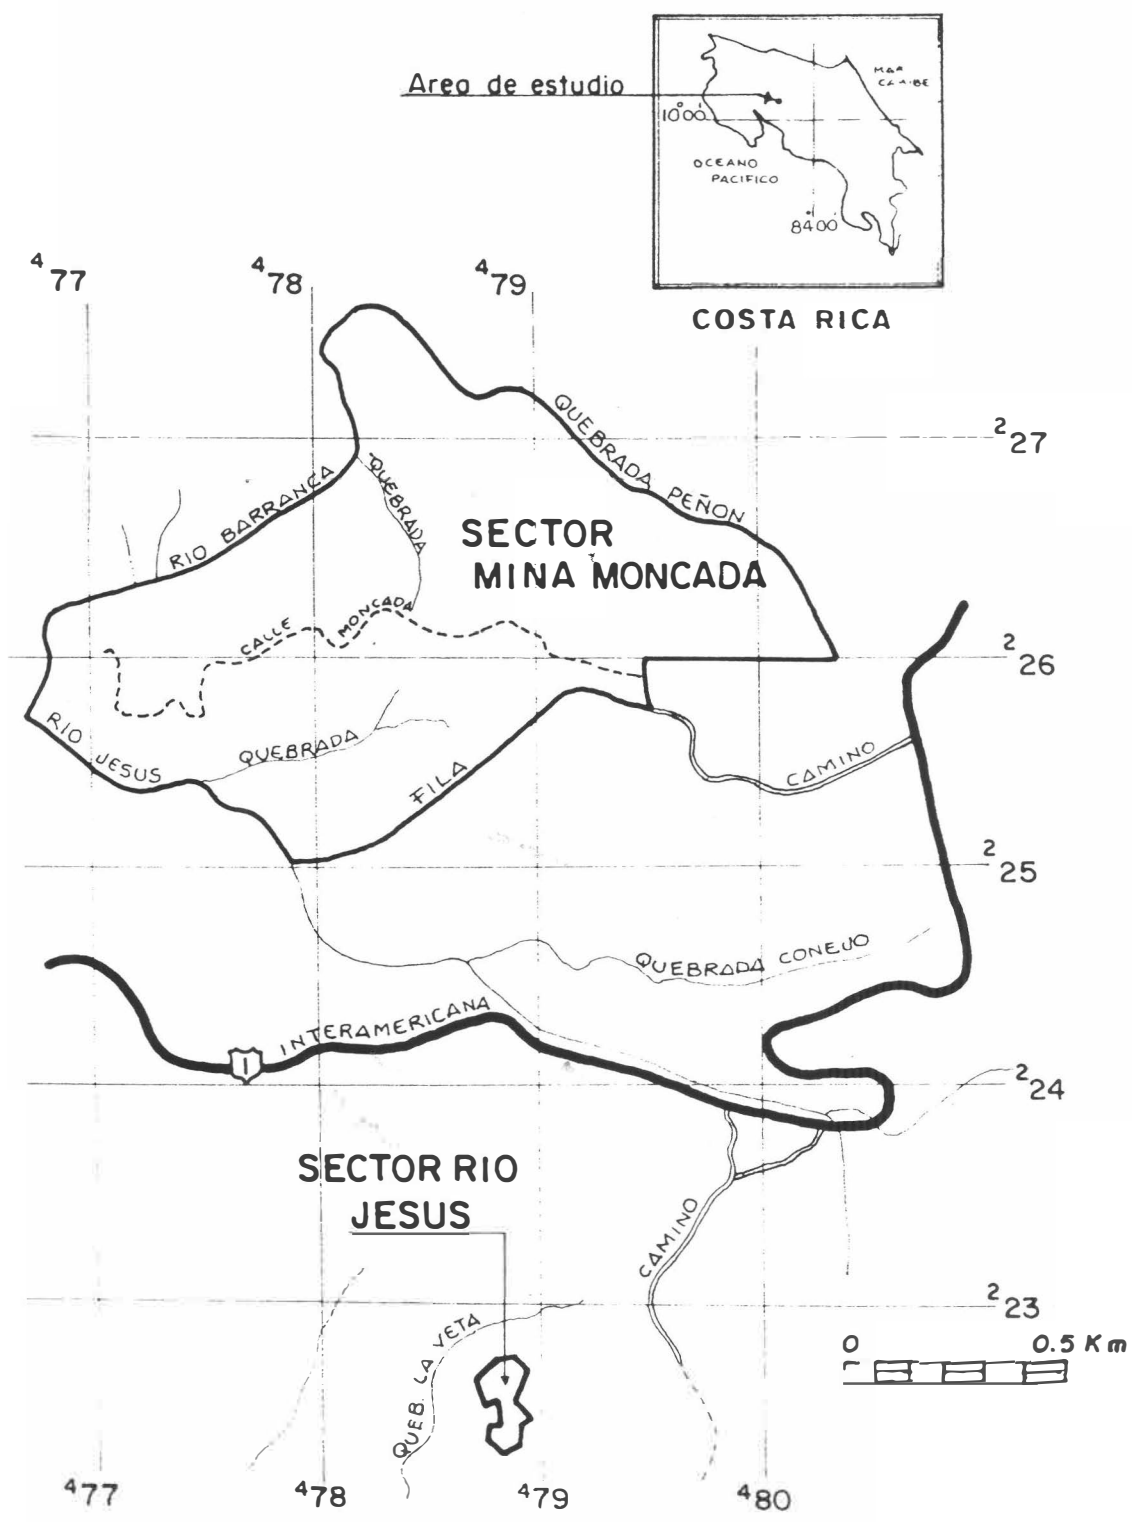 Area de estudio
10°00'
MAR
OCEANO
PACIFICO
84°00'
COSTA RICA
477
478
479
QUEBRADA PEÑON
227
RIO BARRANCA
QUEBRADA
SECTOR
MINA MONCADA
CALLE MONCADA
226
RIO JESUS
QUEBRADA
FILA
CAMINO
225
QUEBRADA CONEJO
INTERAMERICANA
1
224
SECTOR RIO
JESUS
CAMINO
223
QUEB. LA VETA
0 0.5 Km
477
478
479
480